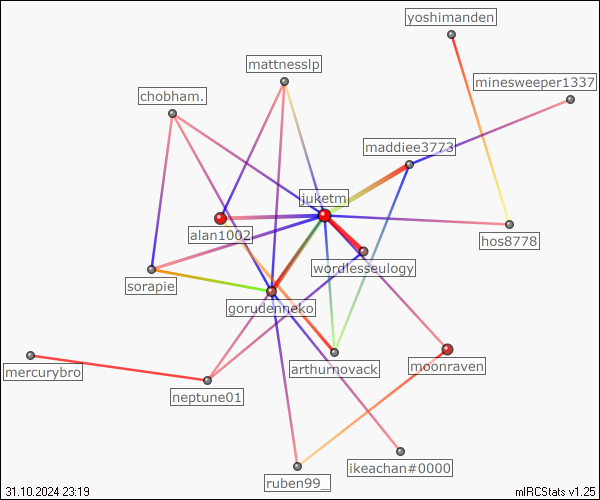 yoshimanden
mattnesslp
minesweeper1337
chobham.
maddiee3773
juketm
alan1002
hos8778
wordlesseulogy
sorapie
gorudenneko
arthurnovack
moonraven
mercurybro
neptune01
ikeachan#0000
ruben99_
31.10.2024 23:19
mIRCStats v1.25